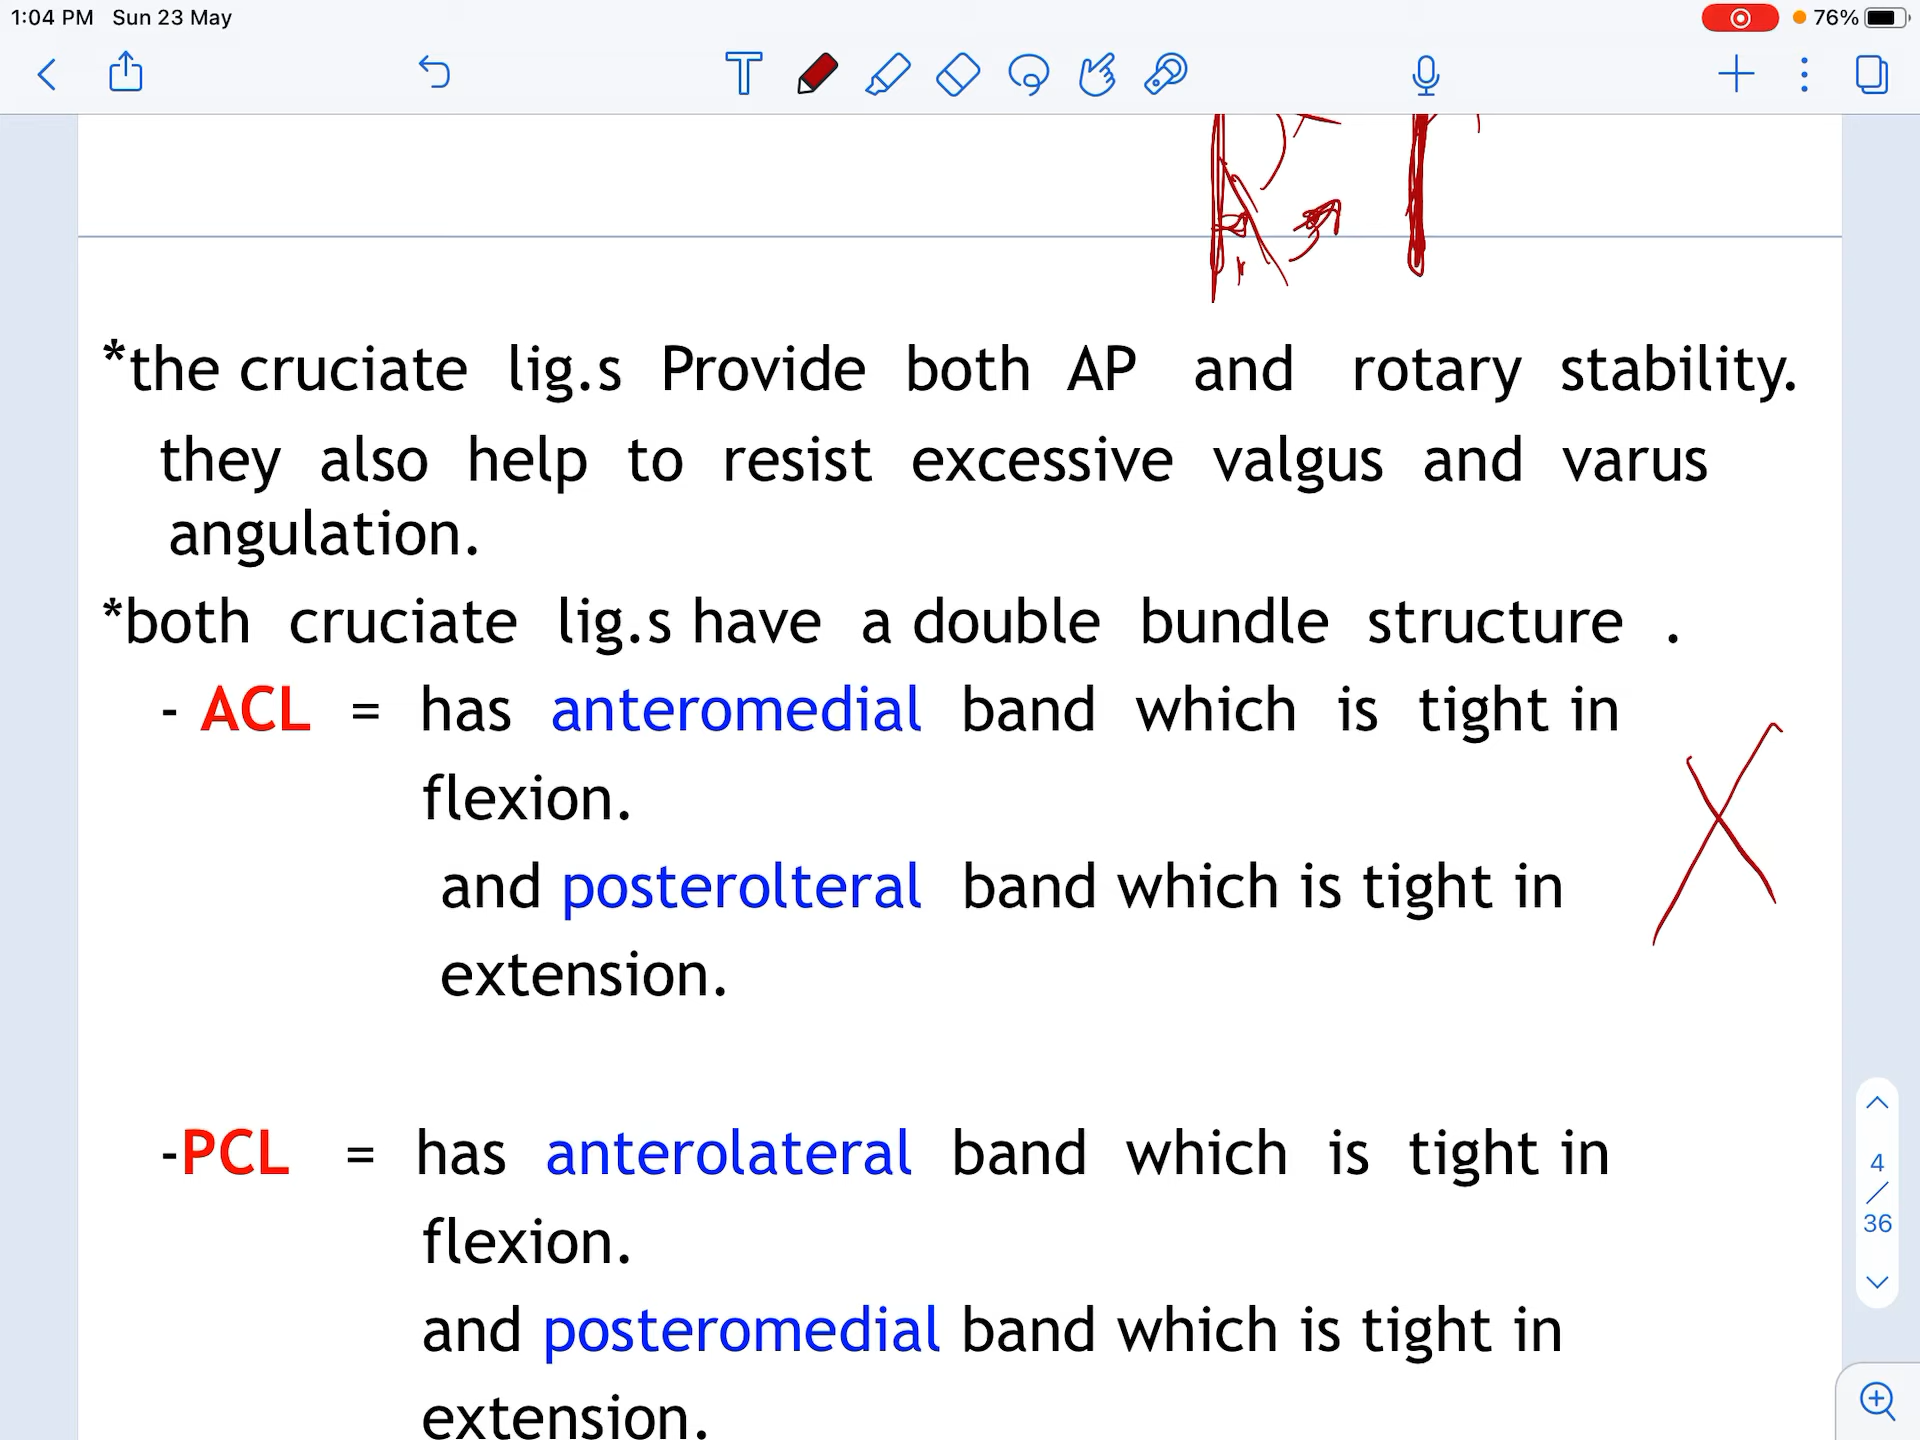 1:04 PM Sun 23 May 76%
*the cruciate lig.s Provide both AP and rotary stability.
they also help to resist excessive valgus and varus
angulation.
*both cruciate lig.s have a double bundle structure .
- ACL = has anteromedial band which is tight in
flexion.
and posterolteral band which is tight in
extension.
-PCL = has anterolateral band which is tight in
flexion.
and posteromedial band which is tight in
extension.
4
/
36